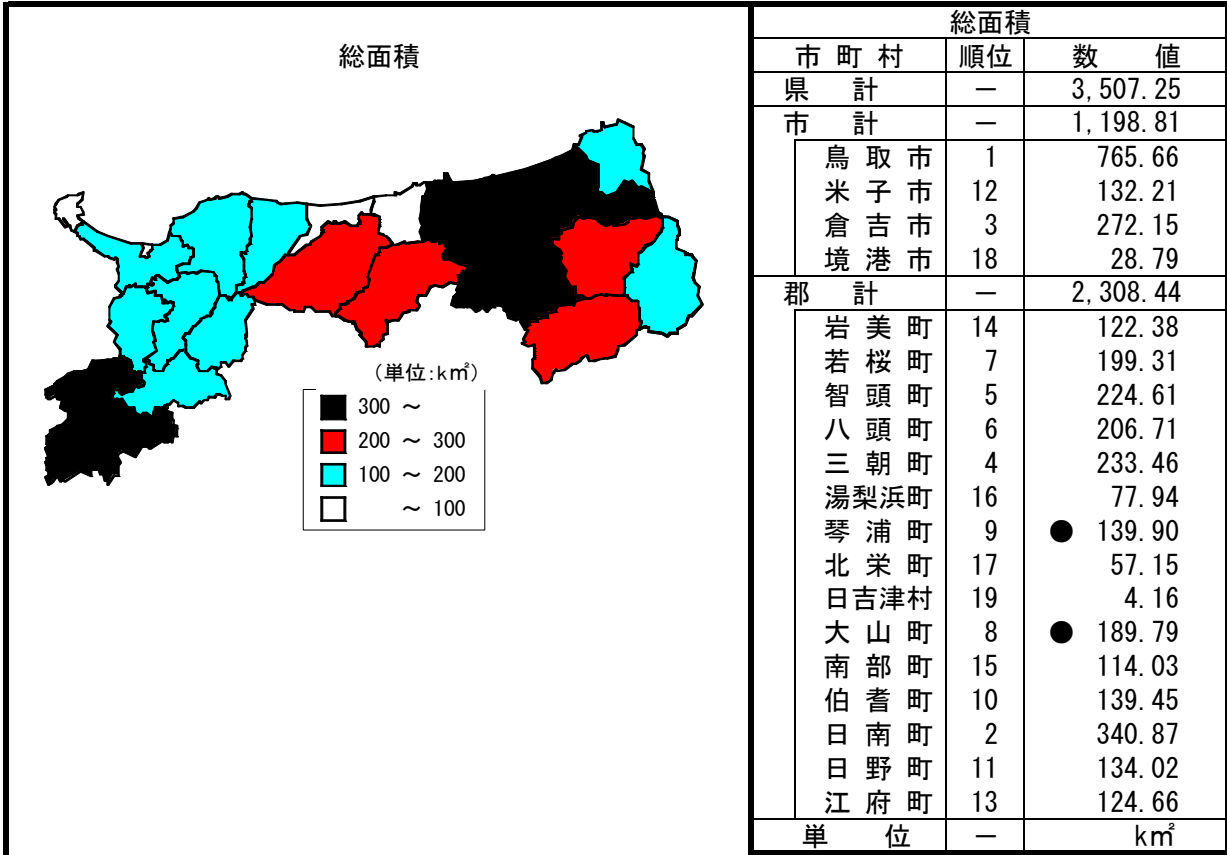 総面積
(単位:k㎡)
300 ～
200 ～ 300
100 ～ 200
～ 100
総面積
市町村 順位 数値
県計 － 3,507.25
市計 － 1,198.81
鳥取市 1 765.66
米子市 12 132.21
倉吉市 3 272.15
境港市 18 28.79
郡計 － 2,308.44
岩美町 14 122.38
若桜町 7 199.31
智頭町 5 224.61
八頭町 6 206.71
三朝町 4 233.46
湯梨浜町 16 77.94
琴浦町 9 ● 139.90
北栄町 17 57.15
日吉津村 19 4.16
大山町 8 ● 189.79
南部町 15 114.03
伯耆町 10 139.45
日南町 2 340.87
日野町 11 134.02
江府町 13 124.66
単位 － k㎡